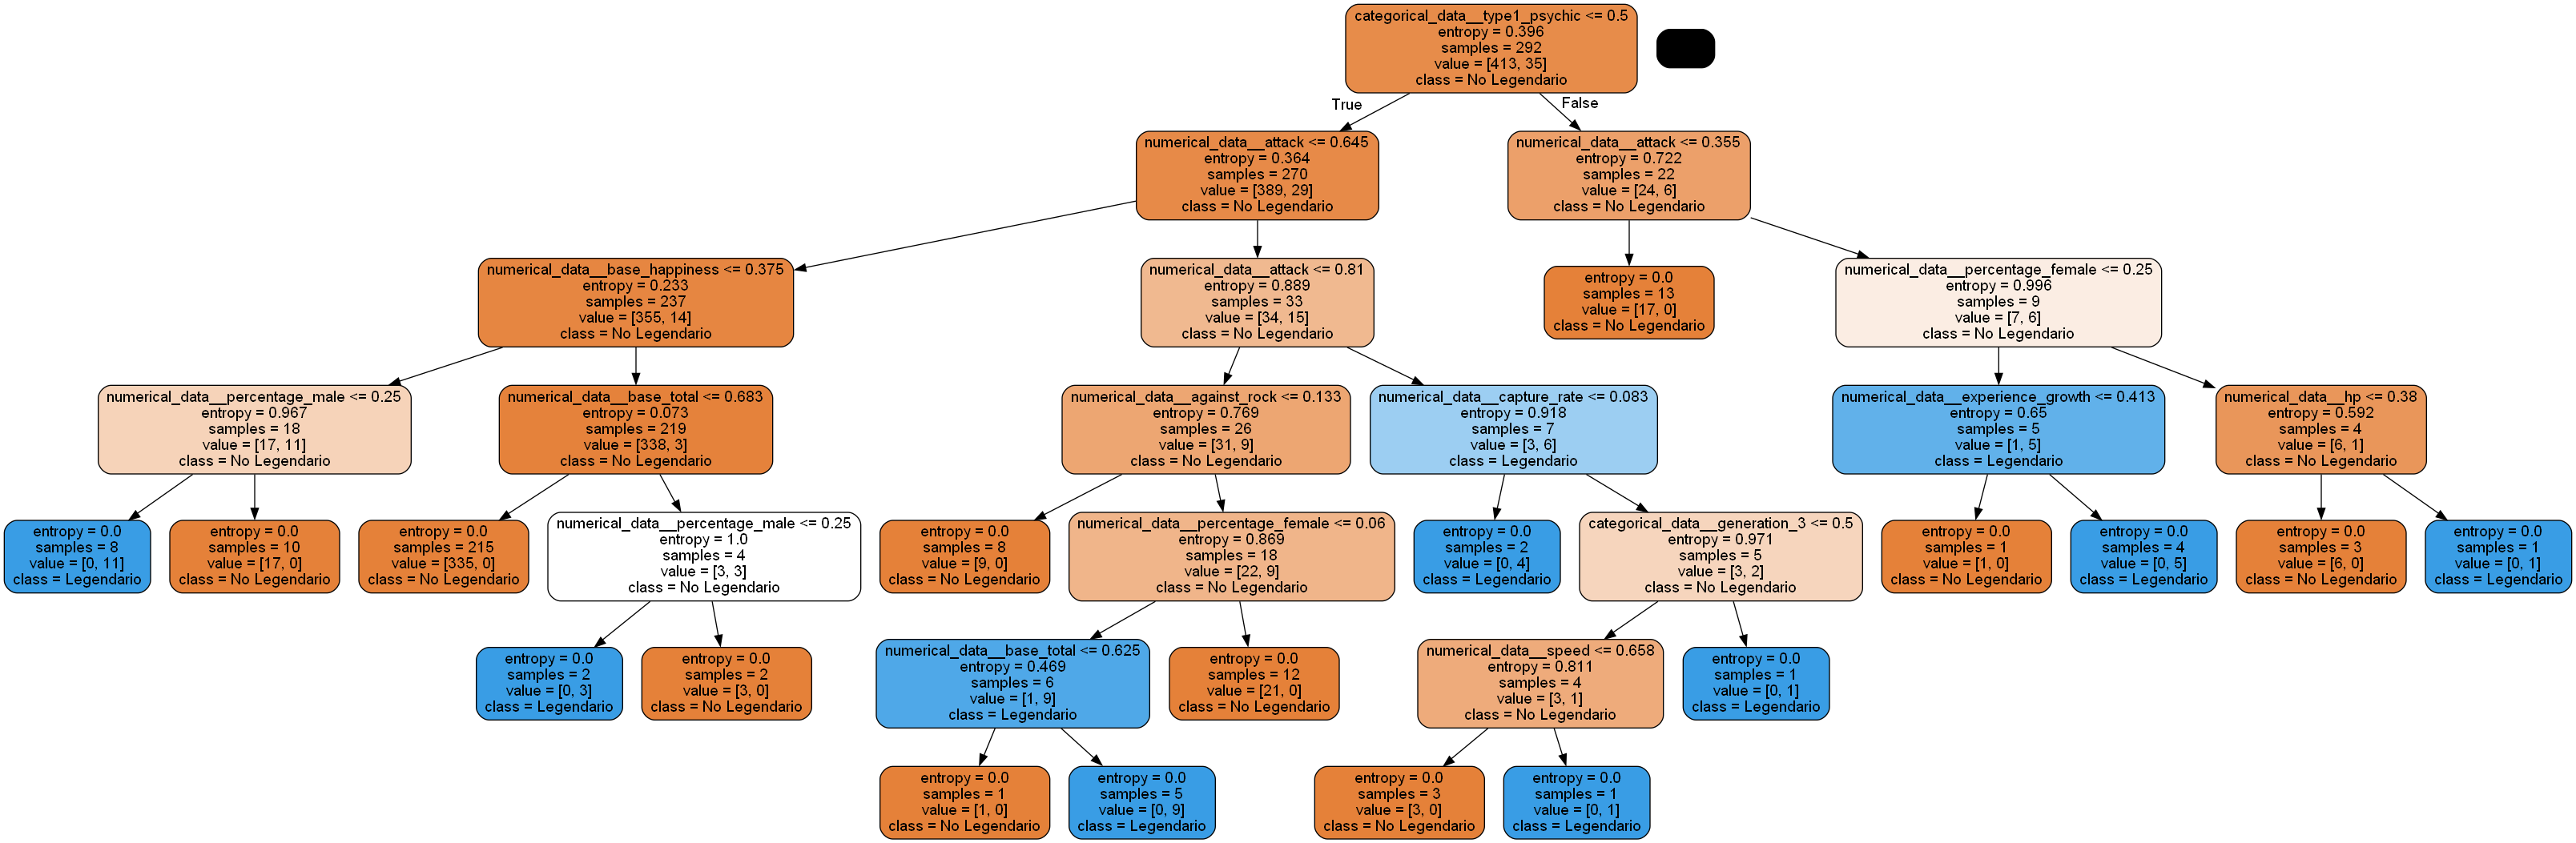 categorical_data__type1_psychic <= 0.5
entropy = 0.396
samples = 292
value = [413, 35]
class = No Legendario
True
False
numerical_data__attack <= 0.645
entropy = 0.364
samples = 270
value = [389, 29]
class = No Legendario
numerical_data__attack <= 0.355
entropy = 0.722
samples = 22
value = [24, 6]
class = No Legendario
numerical_data__base_happiness <= 0.375
entropy = 0.233
samples = 237
value = [355, 14]
class = No Legendario
numerical_data__attack <= 0.81
entropy = 0.889
samples = 33
value = [34, 15]
class = No Legendario
entropy = 0.0
samples = 13
value = [17, 0]
class = No Legendario
numerical_data__percentage_female <= 0.25
entropy = 0.996
samples = 9
value = [7, 6]
class = No Legendario
numerical_data__percentage_male <= 0.25
entropy = 0.967
samples = 18
value = [17, 11]
class = No Legendario
numerical_data__base_total <= 0.683
entropy = 0.073
samples = 219
value = [338, 3]
class = No Legendario
numerical_data__against_rock <= 0.133
entropy = 0.769
samples = 26
value = [31, 9]
class = No Legendario
numerical_data__capture_rate <= 0.083
entropy = 0.918
samples = 7
value = [3, 6]
class = Legendario
numerical_data__experience_growth <= 0.413
entropy = 0.65
samples = 5
value = [1, 5]
class = Legendario
numerical_data__hp <= 0.38
entropy = 0.592
samples = 4
value = [6, 1]
class = No Legendario
entropy = 0.0
samples = 8
value = [0, 11]
class = Legendario
entropy = 0.0
samples = 10
value = [17, 0]
class = No Legendario
entropy = 0.0
samples = 215
value = [335, 0]
class = No Legendario
numerical_data__percentage_male <= 0.25
entropy = 1.0
samples = 4
value = [3, 3]
class = No Legendario
entropy = 0.0
samples = 8
value = [9, 0]
class = No Legendario
numerical_data__percentage_female <= 0.06
entropy = 0.869
samples = 18
value = [22, 9]
class = No Legendario
entropy = 0.0
samples = 2
value = [0, 4]
class = Legendario
categorical_data__generation_3 <= 0.5
entropy = 0.971
samples = 5
value = [3, 2]
class = No Legendario
entropy = 0.0
samples = 1
value = [1, 0]
class = No Legendario
entropy = 0.0
samples = 4
value = [0, 5]
class = Legendario
entropy = 0.0
samples = 3
value = [6, 0]
class = No Legendario
entropy = 0.0
samples = 1
value = [0, 1]
class = Legendario
entropy = 0.0
samples = 2
value = [0, 3]
class = Legendario
entropy = 0.0
samples = 2
value = [3, 0]
class = No Legendario
numerical_data__base_total <= 0.625
entropy = 0.469
samples = 6
value = [1, 9]
class = Legendario
entropy = 0.0
samples = 12
value = [21, 0]
class = No Legendario
numerical_data__speed <= 0.658
entropy = 0.811
samples = 4
value = [3, 1]
class = No Legendario
entropy = 0.0
samples = 1
value = [0, 1]
class = Legendario
entropy = 0.0
samples = 1
value = [1, 0]
class = No Legendario
entropy = 0.0
samples = 5
value = [0, 9]
class = Legendario
entropy = 0.0
samples = 3
value = [3, 0]
class = No Legendario
entropy = 0.0
samples = 1
value = [0, 1]
class = Legendario